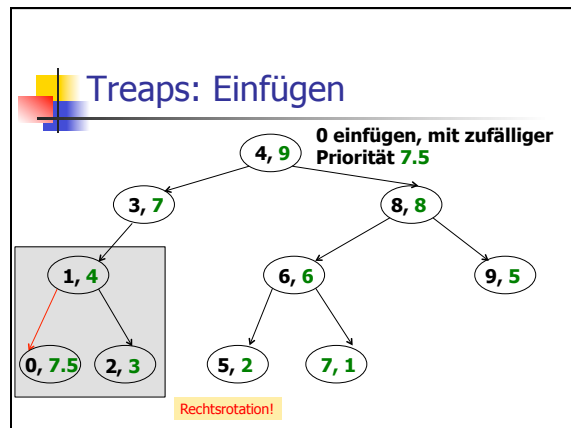 Treaps: Einfügen
0 einfügen, mit zufälliger
Priorität 7.5
4, 9
3, 7
8, 8
1, 4
6, 6
9, 5
0, 7.5
2, 3
5, 2
7, 1
Rechtsrotation!